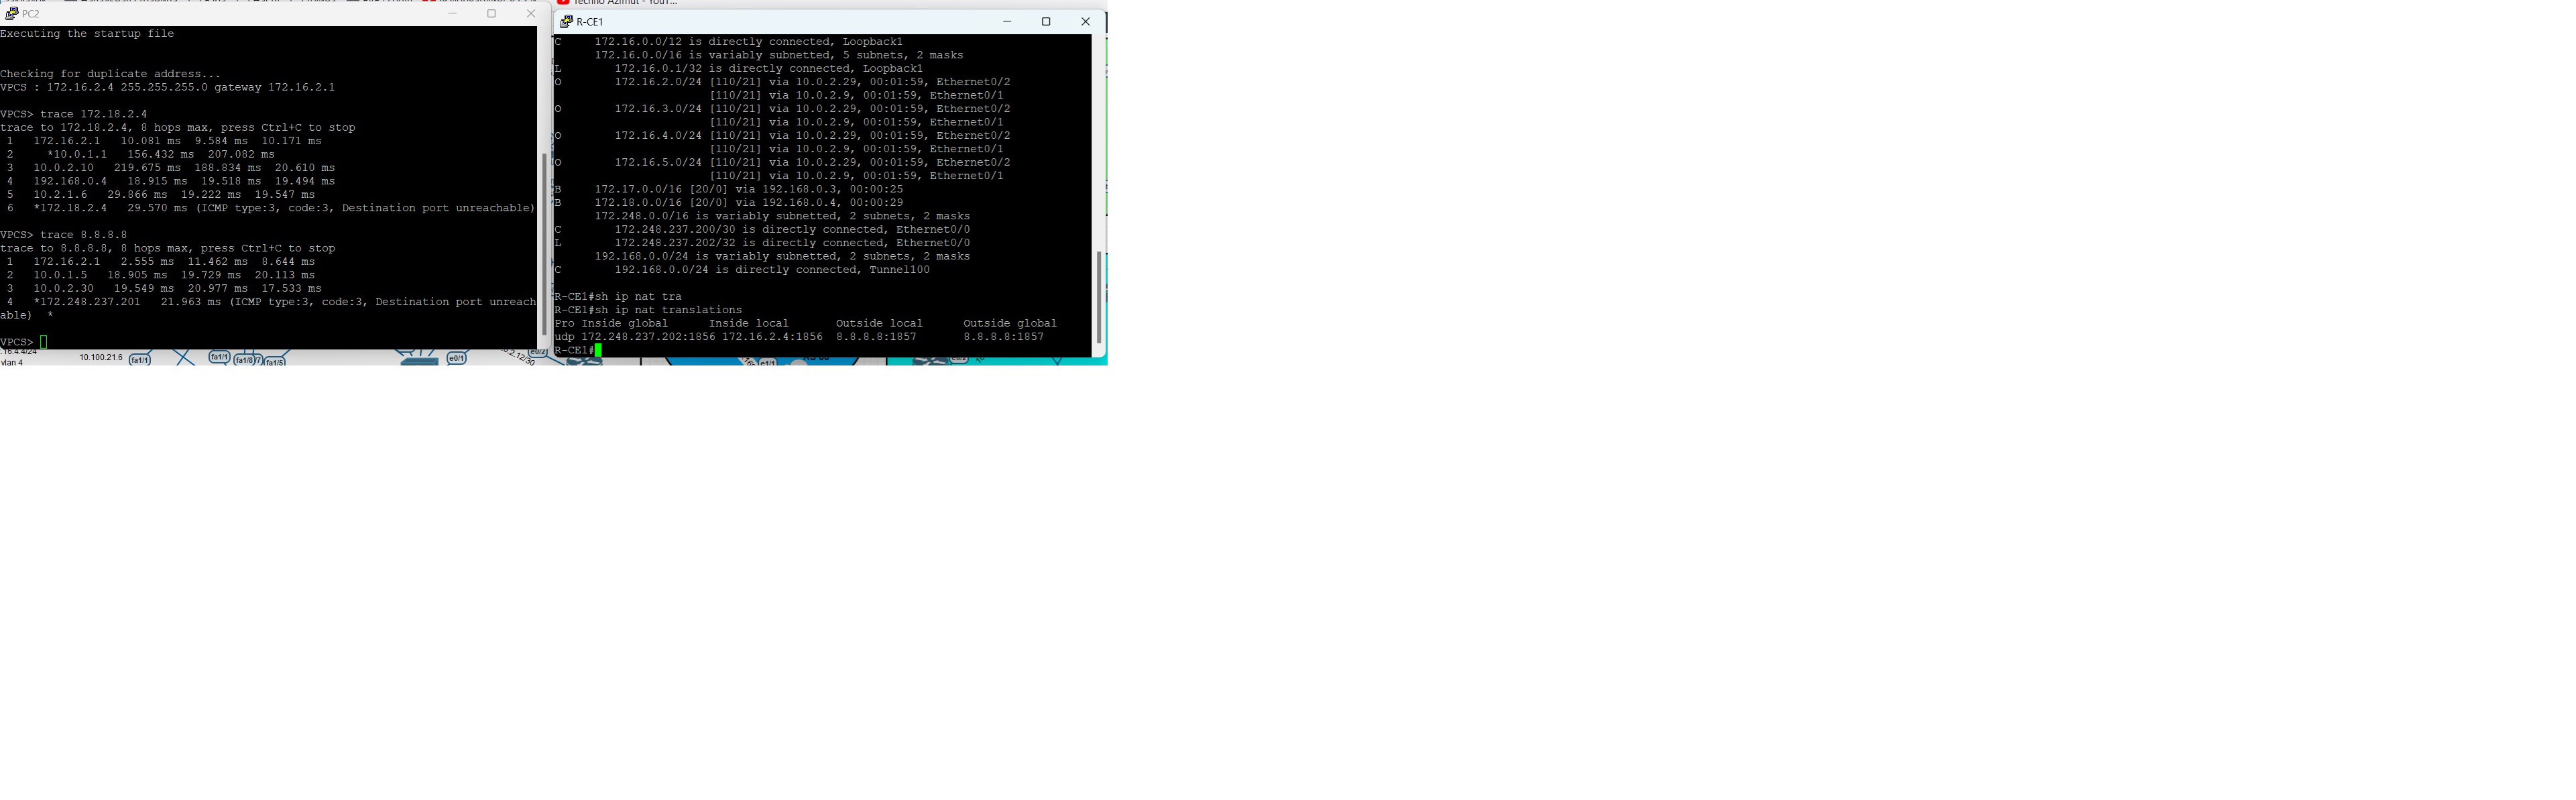 Techno Azimut - YouT...
PC2
Executing the startup file
Checking for duplicate address...
VPCS : 172.16.2.4 255.255.255.0 gateway 172.16.2.1
VPCS> trace 172.18.2.4
trace to 172.18.2.4, 8 hops max, press Ctrl+C to stop
1 172.16.2.1 10.081 ms 9.584 ms 10.171 ms
2 *10.0.1.1 156.432 ms 207.082 ms
3 10.0.2.10 219.675 ms 188.834 ms 20.610 ms
4 192.168.0.4 18.915 ms 19.518 ms 19.494 ms
5 10.2.1.6 29.866 ms 19.222 ms 19.547 ms
6 *172.18.2.4 29.570 ms (ICMP type:3, code:3, Destination port unreachable)
VPCS> trace 8.8.8.8
trace to 8.8.8.8, 8 hops max, press Ctrl+C to stop
1 172.16.2.1 2.555 ms 11.462 ms 8.644 ms
2 10.0.1.5 18.905 ms 19.729 ms 20.113 ms
3 10.0.2.30 19.549 ms 20.977 ms 17.533 ms
4 *172.248.237.201 21.963 ms (ICMP type:3, code:3, Destination port unreach
able) *
VPCS>
R-CE1
C 172.16.0.0/12 is directly connected, Loopback1
172.16.0.0/16 is variably subnetted, 5 subnets, 2 masks
L 172.16.0.1/32 is directly connected, Loopback1
O 172.16.2.0/24 [110/21] via 10.0.2.29, 00:01:59, Ethernet0/2
[110/21] via 10.0.2.9, 00:01:59, Ethernet0/1
O 172.16.3.0/24 [110/21] via 10.0.2.29, 00:01:59, Ethernet0/2
[110/21] via 10.0.2.9, 00:01:59, Ethernet0/1
O 172.16.4.0/24 [110/21] via 10.0.2.29, 00:01:59, Ethernet0/2
[110/21] via 10.0.2.9, 00:01:59, Ethernet0/1
O 172.16.5.0/24 [110/21] via 10.0.2.29, 00:01:59, Ethernet0/2
[110/21] via 10.0.2.9, 00:01:59, Ethernet0/1
B 172.17.0.0/16 [20/0] via 192.168.0.3, 00:00:25
B 172.18.0.0/16 [20/0] via 192.168.0.4, 00:00:29
172.248.0.0/16 is variably subnetted, 2 subnets, 2 masks
C 172.248.237.200/30 is directly connected, Ethernet0/0
L 172.248.237.202/32 is directly connected, Ethernet0/0
192.168.0.0/24 is variably subnetted, 2 subnets, 2 masks
C 192.168.0.0/24 is directly connected, Tunnel100
R-CE1#sh ip nat tra
R-CE1#sh ip nat translations
Pro Inside global Inside local Outside local Outside global
udp 172.248.237.202:1856 172.16.2.4:1856 8.8.8.8:1857 8.8.8.8:1857
R-CE1#
.16.4.4/24
vlan 4
10.100.21.6
fa1/1
fa1/1
fa1/8
fa1/5
e0/1
2.12/30
e0/2
e1/1
e0/2